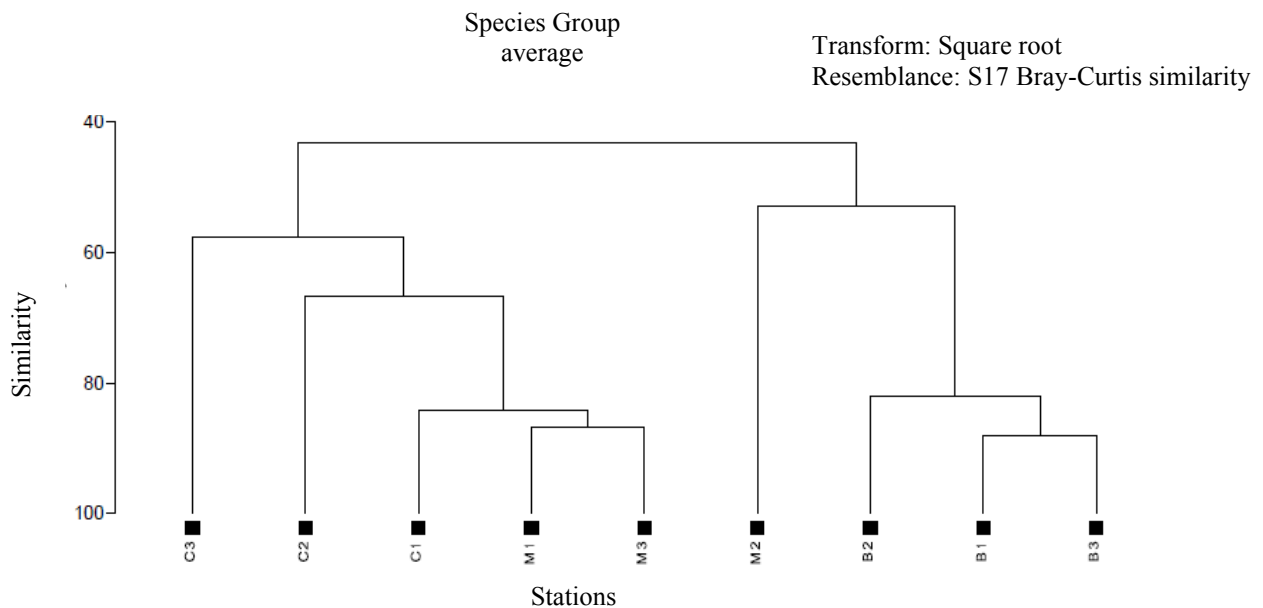 Species Group
average
Transform: Square root
Resemblance: S17 Bray-Curtis similarity
40
60
80
100
Similarity
C3
C2
C1
M1
M3
M2
B2
B1
B3
Stations